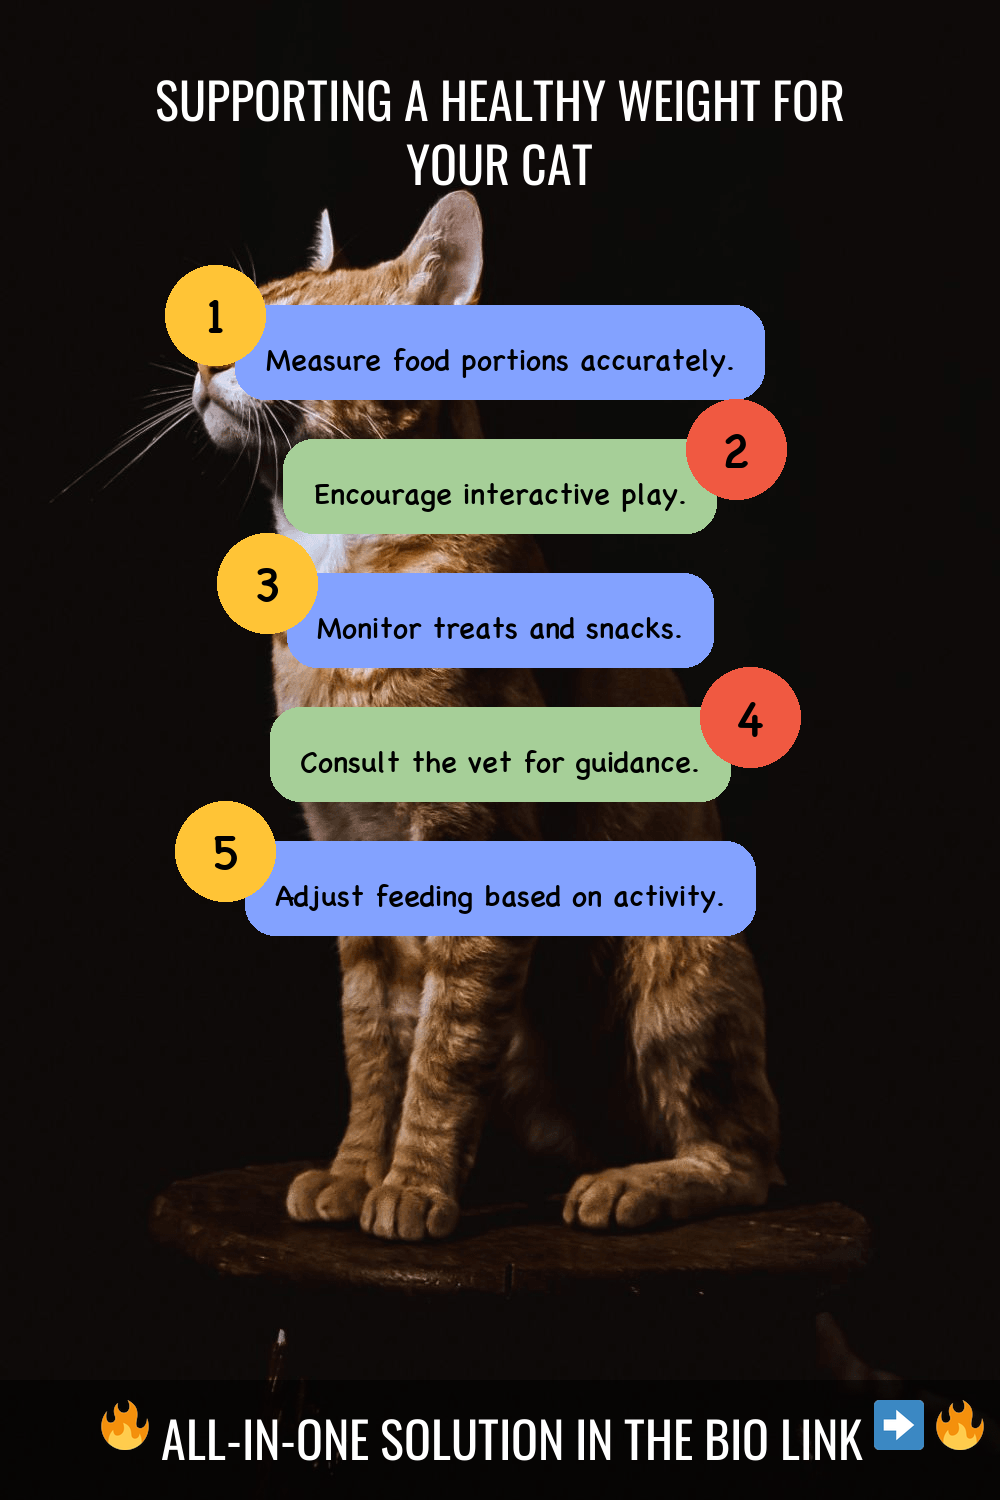 SUPPORTING A HEALTHY WEIGHT FOR
YOUR CAT
1
Measure food portions accurately.
2
Encourage interactive play.
3
Monitor treats and snacks.
4
Consult the vet for guidance.
5
Adjust feeding based on activity.
🔥 ALL-IN-ONE SOLUTION IN THE BIO LINK ➡️ 🔥